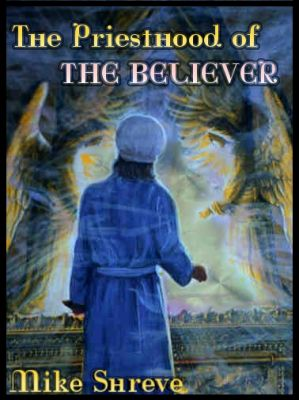 The Priesthood of
THE BELIEVER
Mike Shreve